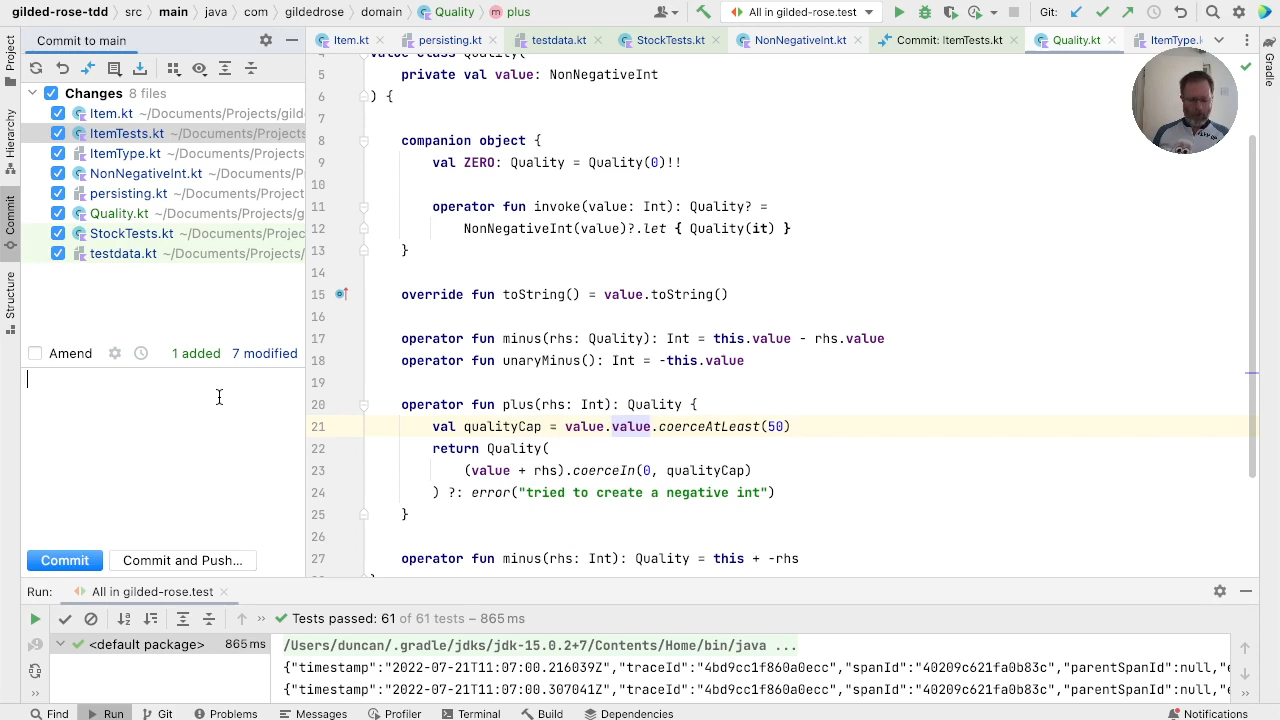 gilded-rose-tdd › src › main › java › com › gildedrose › domain › Quality › plus
All in gilded-rose.test
Git:
Commit to main
Item.kt
persisting.kt
testdata.kt
StockTests.kt
NonNegativeInt.kt
Commit: ItemTests.kt
Quality.kt
ItemType.k
Project
Hierarchy
Commit
Structure
Gradle
Changes 8 files
Item.kt ~/Documents/Projects/gild
ItemTests.kt ~/Documents/Projects
ItemType.kt ~/Documents/Projects
NonNegativeInt.kt ~/Documents/
persisting.kt ~/Documents/Project
Quality.kt ~/Documents/Projects/g
StockTests.kt ~/Documents/Projec
testdata.kt ~/Documents/Projects/
Amend
1 added 7 modified
Commit
Commit and Push...
4 value class Quality(
5 private val value: NonNegativeInt
6 ) {
7
8 companion object {
9 val ZERO: Quality = Quality(0)!!
10
11 operator fun invoke(value: Int): Quality? =
12 NonNegativeInt(value)?.let { Quality(it) }
13 }
14
15 override fun toString() = value.toString()
16
17 operator fun minus(rhs: Quality): Int = this.value - rhs.value
18 operator fun unaryMinus(): Int = -this.value
19
20 operator fun plus(rhs: Int): Quality {
21 val qualityCap = value.value.coerceAtLeast(50)
22 return Quality(
23 (value + rhs).coerceIn(0, qualityCap)
24 ) ?: error("tried to create a negative int")
25 }
26
27 operator fun minus(rhs: Int): Quality = this + -rhs
Run: All in gilded-rose.test
Tests passed: 61 of 61 tests – 865 ms
<default package> 865 ms
/Users/duncan/.gradle/jdks/jdk-15.0.2+7/Contents/Home/bin/java ...
{"timestamp":"2022-07-21T11:07:00.216039Z","traceId":"4bd9cc1f860a0ecc","spanId":"40209c621fa0b83c","parentSpanId":null,"e
{"timestamp":"2022-07-21T11:07:00.307041Z","traceId":"4bd9cc1f860a0ecc","spanId":"40209c621fa0b83c","parentSpanId":null,"e
Find Run Git Problems Messages Profiler Terminal Build Dependencies Notifications